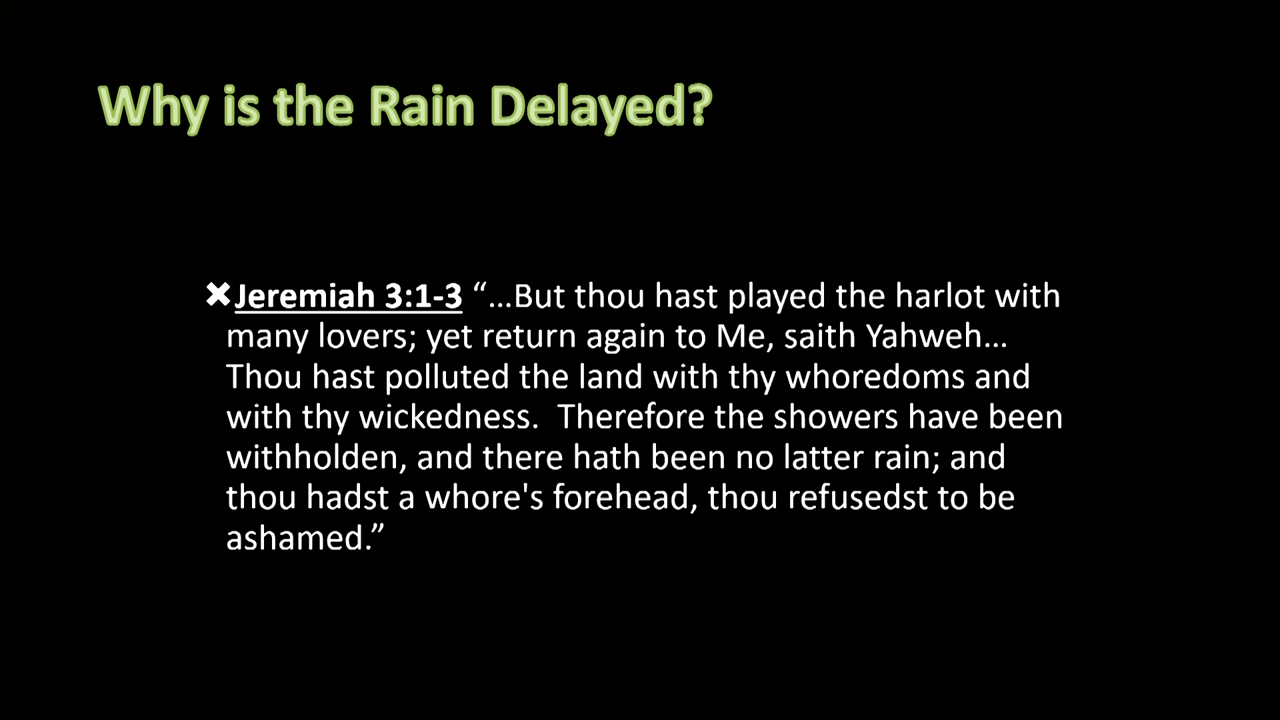 Why is the Rain Delayed?
✖Jeremiah 3:1-3 “…But thou hast played the harlot with
many lovers; yet return again to Me, saith Yahweh…
Thou hast polluted the land with thy whoredoms and
with thy wickedness.  Therefore the showers have been
withholden, and there hath been no latter rain; and
thou hadst a whore's forehead, thou refusedst to be
ashamed.”